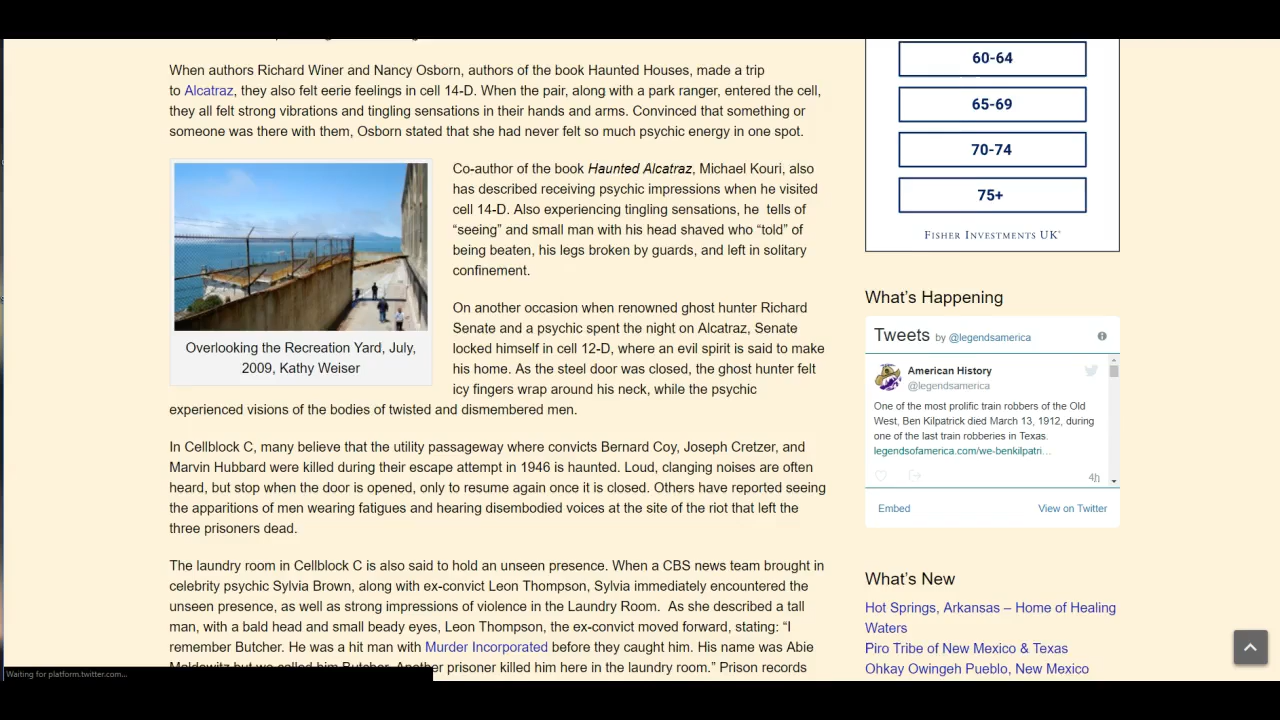 When authors Richard Winer and Nancy Osborn, authors of the book Haunted Houses, made a trip
to Alcatraz, they also felt eerie feelings in cell 14-D. When the pair, along with a park ranger, entered the cell,
they all felt strong vibrations and tingling sensations in their hands and arms. Convinced that something or
someone was there with them, Osborn stated that she had never felt so much psychic energy in one spot.
Co-author of the book Haunted Alcatraz, Michael Kouri, also
has described receiving psychic impressions when he visited
cell 14-D. Also experiencing tingling sensations, he tells of
“seeing” and small man with his head shaved who “told” of
being beaten, his legs broken by guards, and left in solitary
confinement.
Overlooking the Recreation Yard, July,
2009, Kathy Weiser
On another occasion when renowned ghost hunter Richard
Senate and a psychic spent the night on Alcatraz, Senate
locked himself in cell 12-D, where an evil spirit is said to make
his home. As the steel door was closed, the ghost hunter felt
icy fingers wrap around his neck, while the psychic
experienced visions of the bodies of twisted and dismembered men.
In Cellblock C, many believe that the utility passageway where convicts Bernard Coy, Joseph Cretzer, and
Marvin Hubbard were killed during their escape attempt in 1946 is haunted. Loud, clanging noises are often
heard, but stop when the door is opened, only to resume again once it is closed. Others have reported seeing
the apparitions of men wearing fatigues and hearing disembodied voices at the site of the riot that left the
three prisoners dead.
The laundry room in Cellblock C is also said to hold an unseen presence. When a CBS news team brought in
celebrity psychic Sylvia Brown, along with ex-convict Leon Thompson, Sylvia immediately encountered the
unseen presence, as well as strong impressions of violence in the Laundry Room. As she described a tall
man, with a bald head and small beady eyes, Leon Thompson, the ex-convict moved forward, stating: “I
remember Butcher. He was a hit man with Murder Incorporated before they caught him. His name was Abie
Maldowitz but we called him Butcher. Another prisoner killed him here in the laundry room.” Prison records
Waiting for platform.twitter.com...
60-64
65-69
70-74
75+
FISHER INVESTMENTS UK
What’s Happening
Tweets by @legendsamerica
American History
@legendsamerica
One of the most prolific train robbers of the Old
West, Ben Kilpatrick died March 13, 1912, during
one of the last train robberies in Texas.
legendsofamerica.com/we-benkilpatri…
4h
Embed View on Twitter
What’s New
Hot Springs, Arkansas – Home of Healing
Waters
Piro Tribe of New Mexico & Texas
Ohkay Owingeh Pueblo, New Mexico